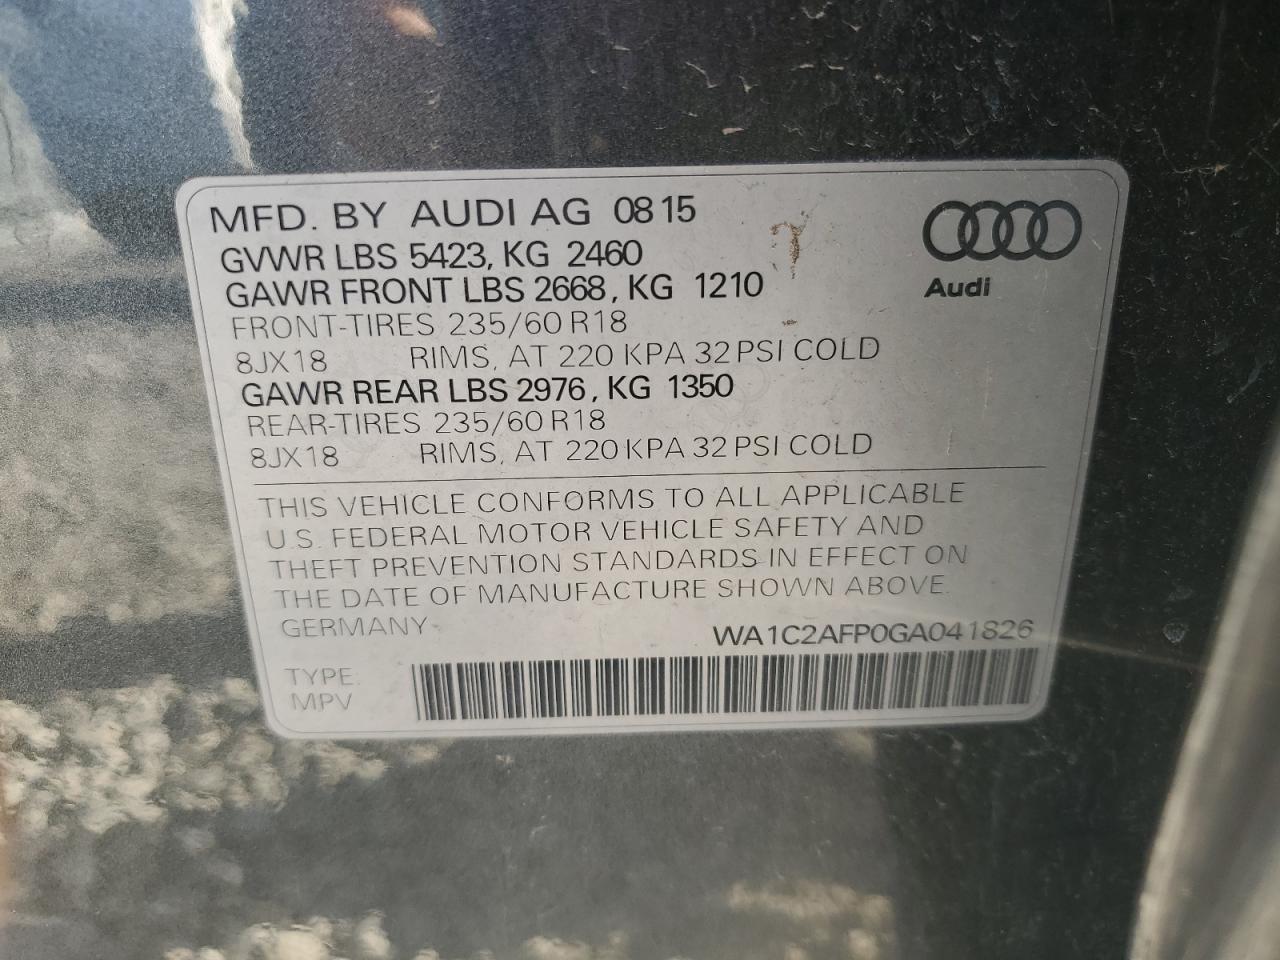 MFD. BY AUDI AG 0815
GVWR LBS 5423, KG 2460
GAWR FRONT LBS 2668, KG 1210
Audi
FRONT-TIRES 235/60 R18
8JX18 RIMS, AT 220 KPA 32 PSI COLD
GAWR REAR LBS 2976, KG 1350
REAR-TIRES 235/60 R18
8JX18 RIMS, AT 220 KPA 32 PSI COLD
THIS VEHICLE CONFORMS TO ALL APPLICABLE
U.S. FEDERAL MOTOR VEHICLE SAFETY AND
THEFT PREVENTION STANDARDS IN EFFECT ON
THE DATE OF MANUFACTURE SHOWN ABOVE.
GERMANY WA1C2AFP0GA041826
TYPE:
MPV